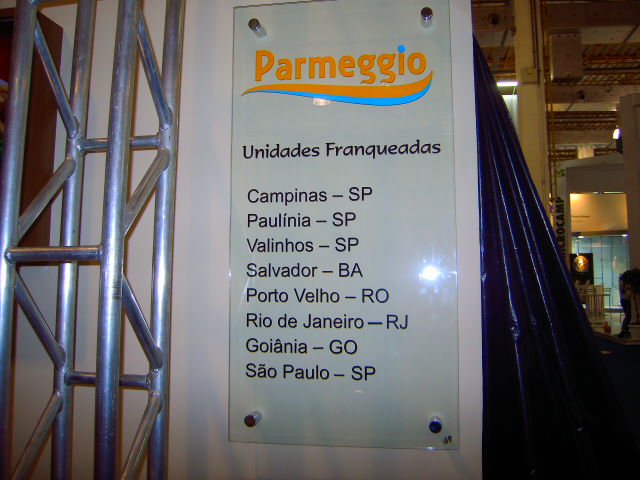 Parmeggio
Unidades Franqueadas
Campinas – SP
Paulínia – SP
Valinhos – SP
Salvador – BA
Porto Velho – RO
Rio de Janeiro – RJ
Goiânia – GO
São Paulo – SP